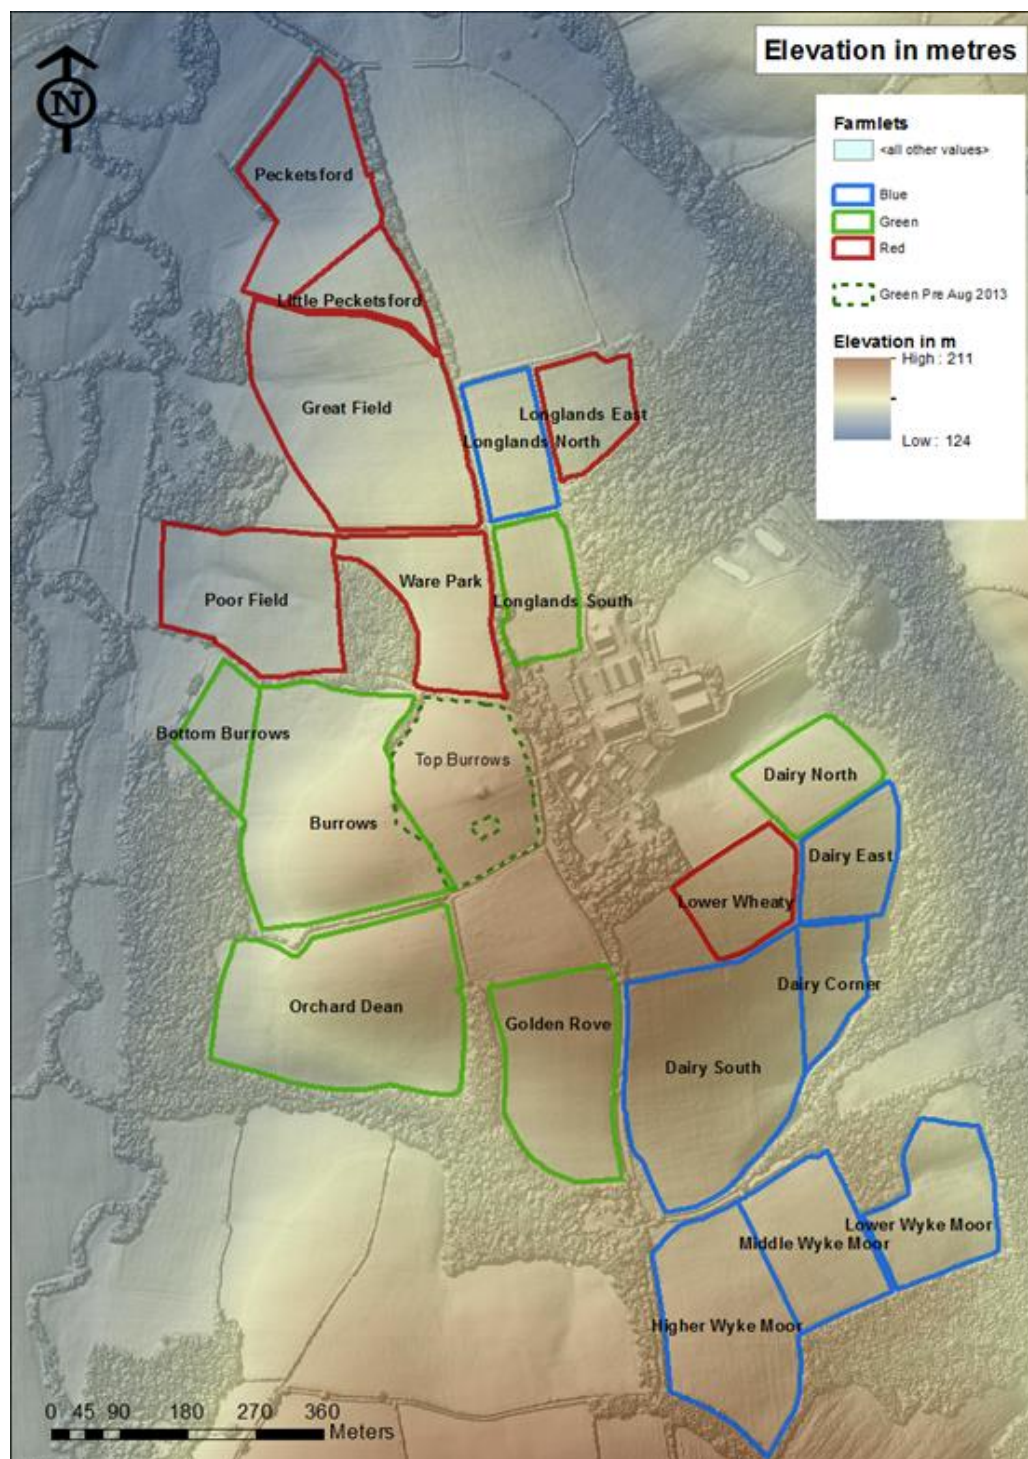 Elevation in metres
N
Farmlets
<all other values>
Blue
Green
Red
Green Pre Aug 2013
Elevation in m
High : 211
Low : 124
Pecketsford
Little Pecketsford
Great Field
Longlands East
Longlands North
Ware Park
Poor Field
Longlands South
Bottom Burrows
Top Burrows
Dairy North
Burrows
Dairy East
Lower Wheaty
Dairy Corner
Orchard Dean
Golden Rove
Dairy South
Lower Wyke Moor
Middle Wyke Moor
Higher Wyke Moor
0 45 90 180 270 360
Meters